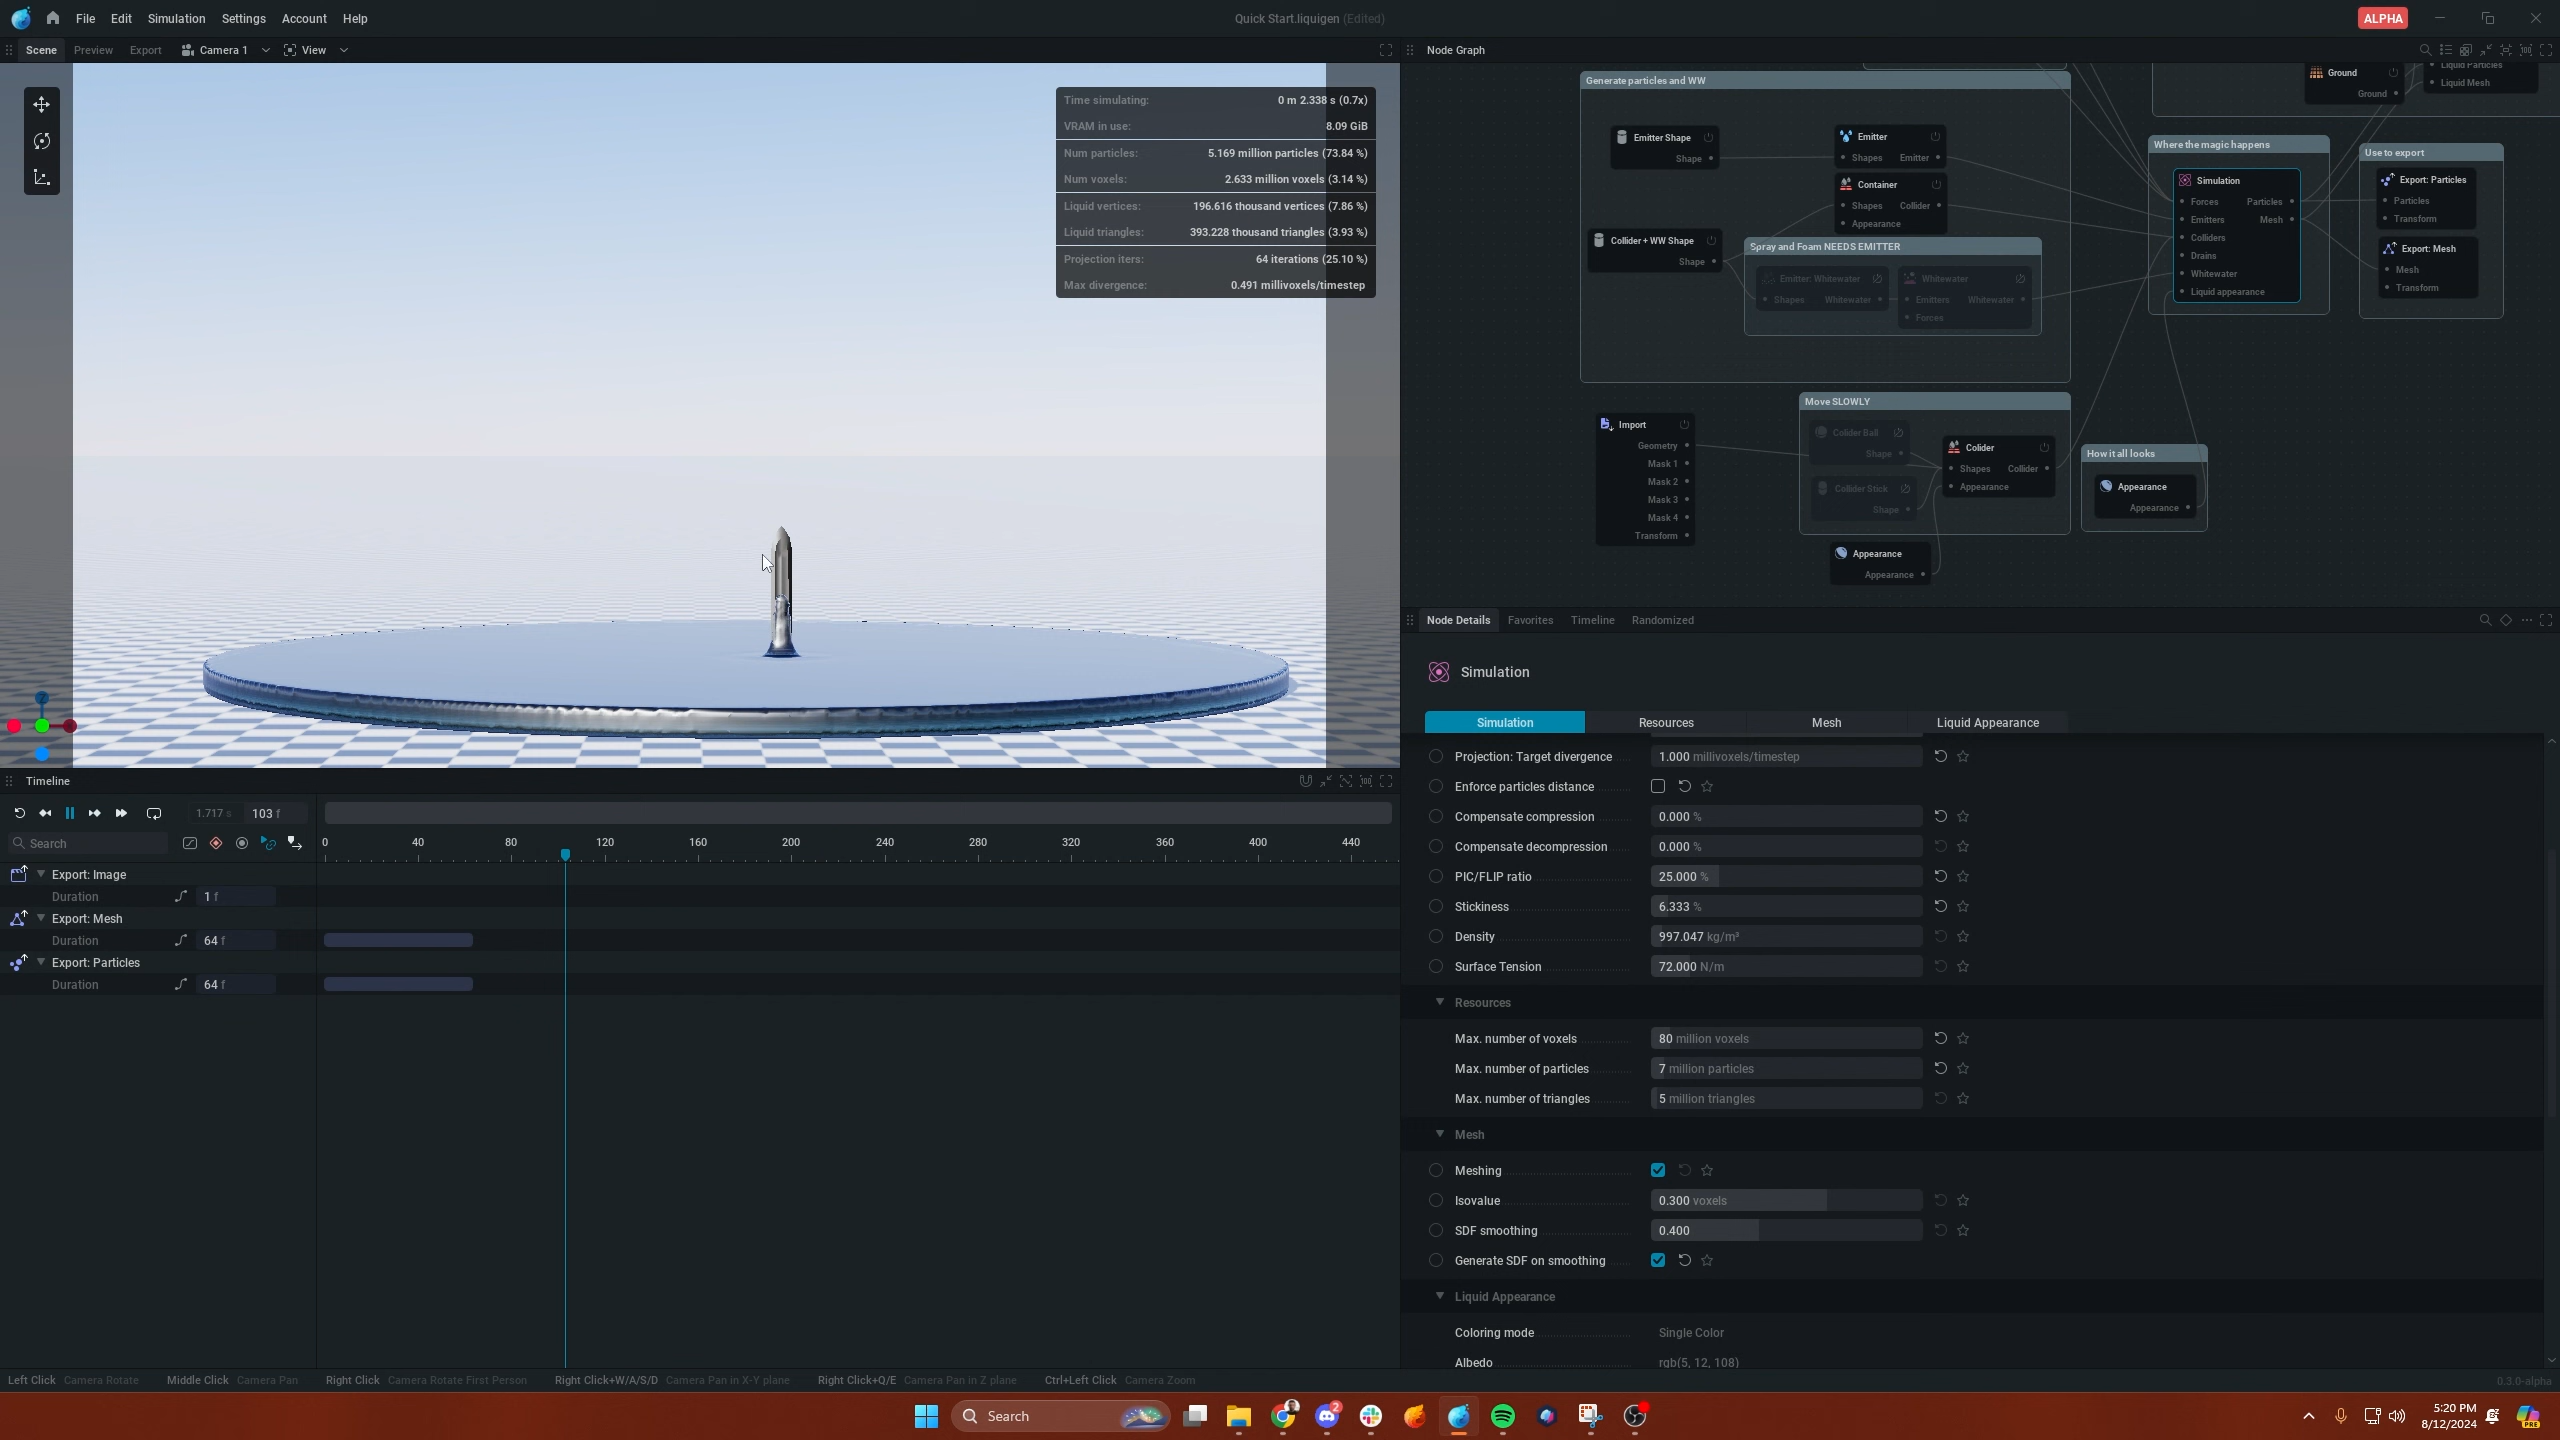 File Edit Simulation Settings Account Help
Quick Start.liquigen (Edited)
ALPHA
Scene Preview Export Camera 1 View
Time simulating: 0 m 2.338 s (0.7x)
VRAM in use: 8.09 GiB
Num particles: 5.169 million particles (73.84 %)
Num voxels: 2.633 million voxels (3.14 %)
Liquid vertices: 196.616 thousand vertices (7.86 %)
Liquid triangles: 393.228 thousand triangles (3.93 %)
Projection iters: 64 iterations (25.10 %)
Max divergence: 0.491 millivoxels/timestep
Z
Node Graph
Generate particles and WW
Emitter Shape
Shape
Emitter
Shapes Emitter
Container
Shapes Collider
Appearance
Collider + WW Shape
Shape
Spray and Foam NEEDS EMITTER
Emitter: Whitewater
Shapes Whitewater
Whitewater
Emitters Whitewater
Forces
Ground
Ground
Liquid Particles
Liquid Mesh
Where the magic happens
Simulation
Forces Particles
Emitters Mesh
Colliders
Drains
Whitewater
Liquid appearance
Use to export
Export: Particles
Particles
Transform
Export: Mesh
Mesh
Transform
Import
Geometry
Mask 1
Mask 2
Mask 3
Mask 4
Transform
Move SLOWLY
Colider Ball
Shape
Collider Stick
Shape
Colider
Shapes Collider
Appearance
Appearance
Appearance
How it all looks
Appearance
Appearance
Node Details Favorites Timeline Randomized
Simulation
Simulation Resources Mesh Liquid Appearance
Projection: Target divergence 1.000 millivoxels/timestep
Enforce particles distance
Compensate compression 0.000 %
Compensate decompression 0.000 %
PIC/FLIP ratio 25.000 %
Stickiness 6.333 %
Density 997.047 kg/m³
Surface Tension 72.000 N/m
Resources
Max. number of voxels 80 million voxels
Max. number of particles 7 million particles
Max. number of triangles 5 million triangles
Mesh
Meshing
Isovalue 0.300 voxels
SDF smoothing 0.400
Generate SDF on smoothing
Liquid Appearance
Coloring mode Single Color
Albedo rgb(5, 12, 108)
Timeline
1.717 s 103 f
Search
0 40 80 120 160 200 240 280 320 360 400 440
Export: Image
Duration 1 f
Export: Mesh
Duration 64 f
Export: Particles
Duration 64 f
Left Click Camera Rotate Middle Click Camera Pan Right Click Camera Rotate First Person Right Click+W/A/S/D Camera Pan in X-Y plane Right Click+Q/E Camera Pan in Z plane Ctrl+Left Click Camera Zoom
0.3.0-alpha
Search
2
5:20 PM
8/12/2024
PRE